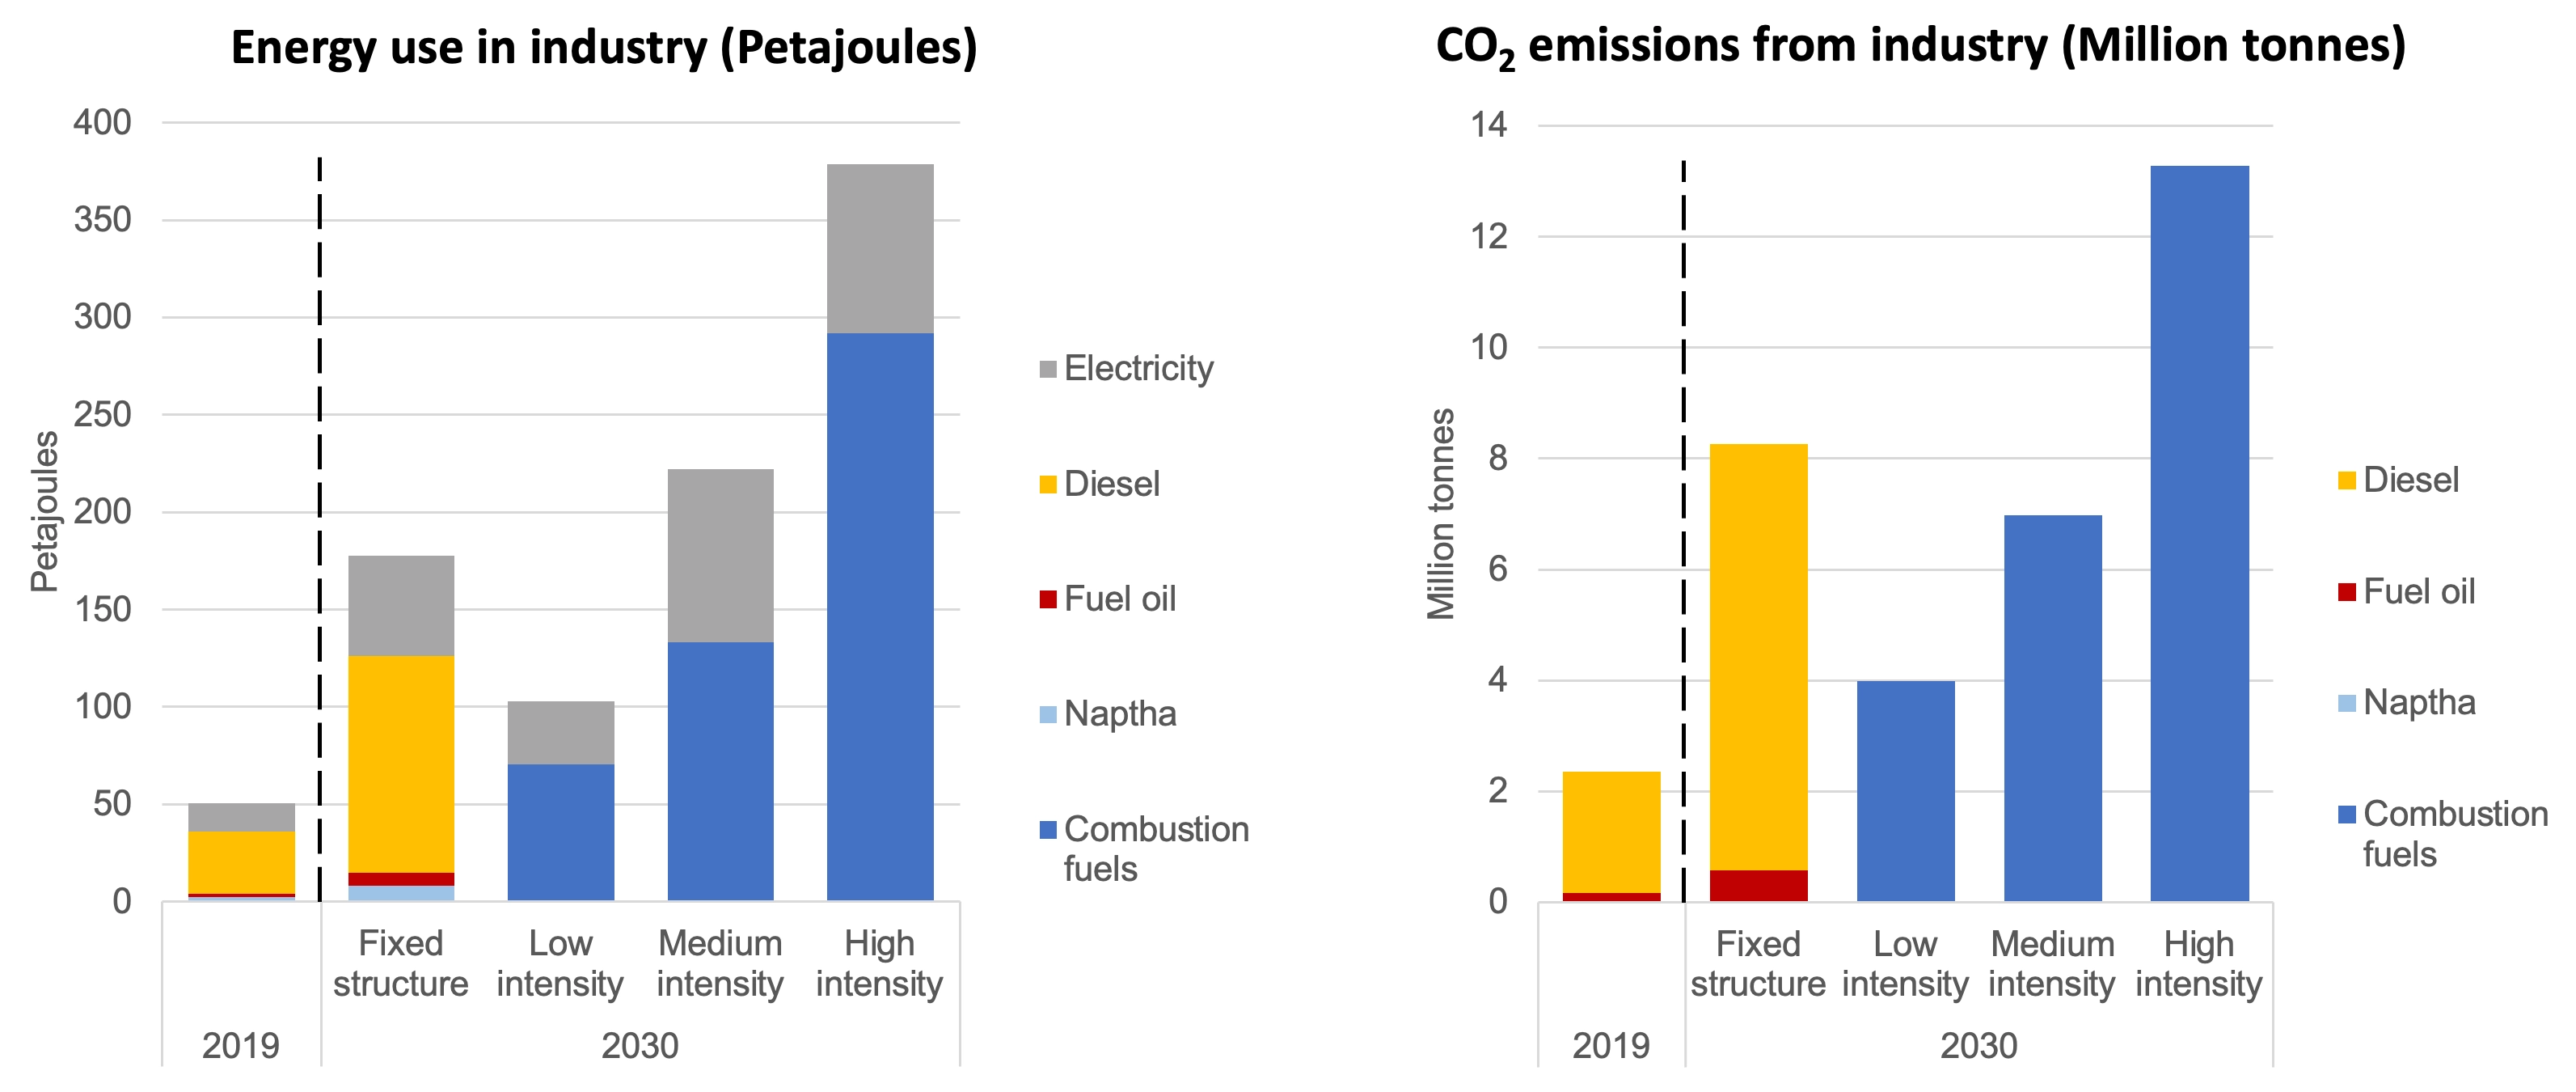 Energy use in industry (Petajoules)
400
350
300
250
200
150
100
50
0
Petajoules
Fixed structure
Low intensity
Medium intensity
High intensity
2019
2030
Electricity
Diesel
Fuel oil
Naptha
Combustion
fuels
CO₂ emissions from industry (Million tonnes)
14
12
10
8
6
4
2
0
Million tonnes
Fixed structure
Low intensity
Medium intensity
High intensity
2019
2030
Diesel
Fuel oil
Naptha
Combustion
fuels